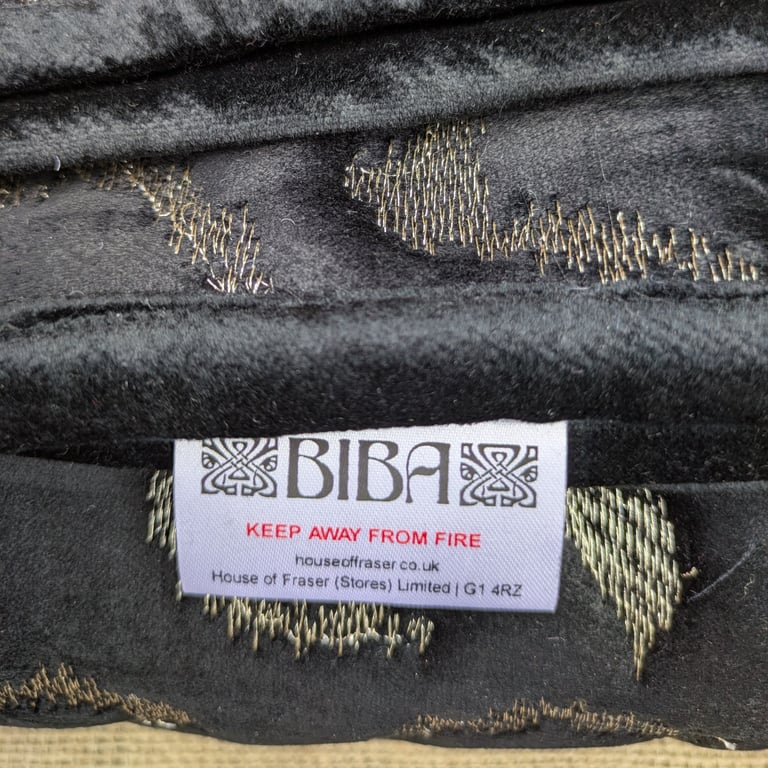 BIBA
KEEP AWAY FROM FIRE
houseoffraser.co.uk
House of Fraser (Stores) Limited | G1 4RZ